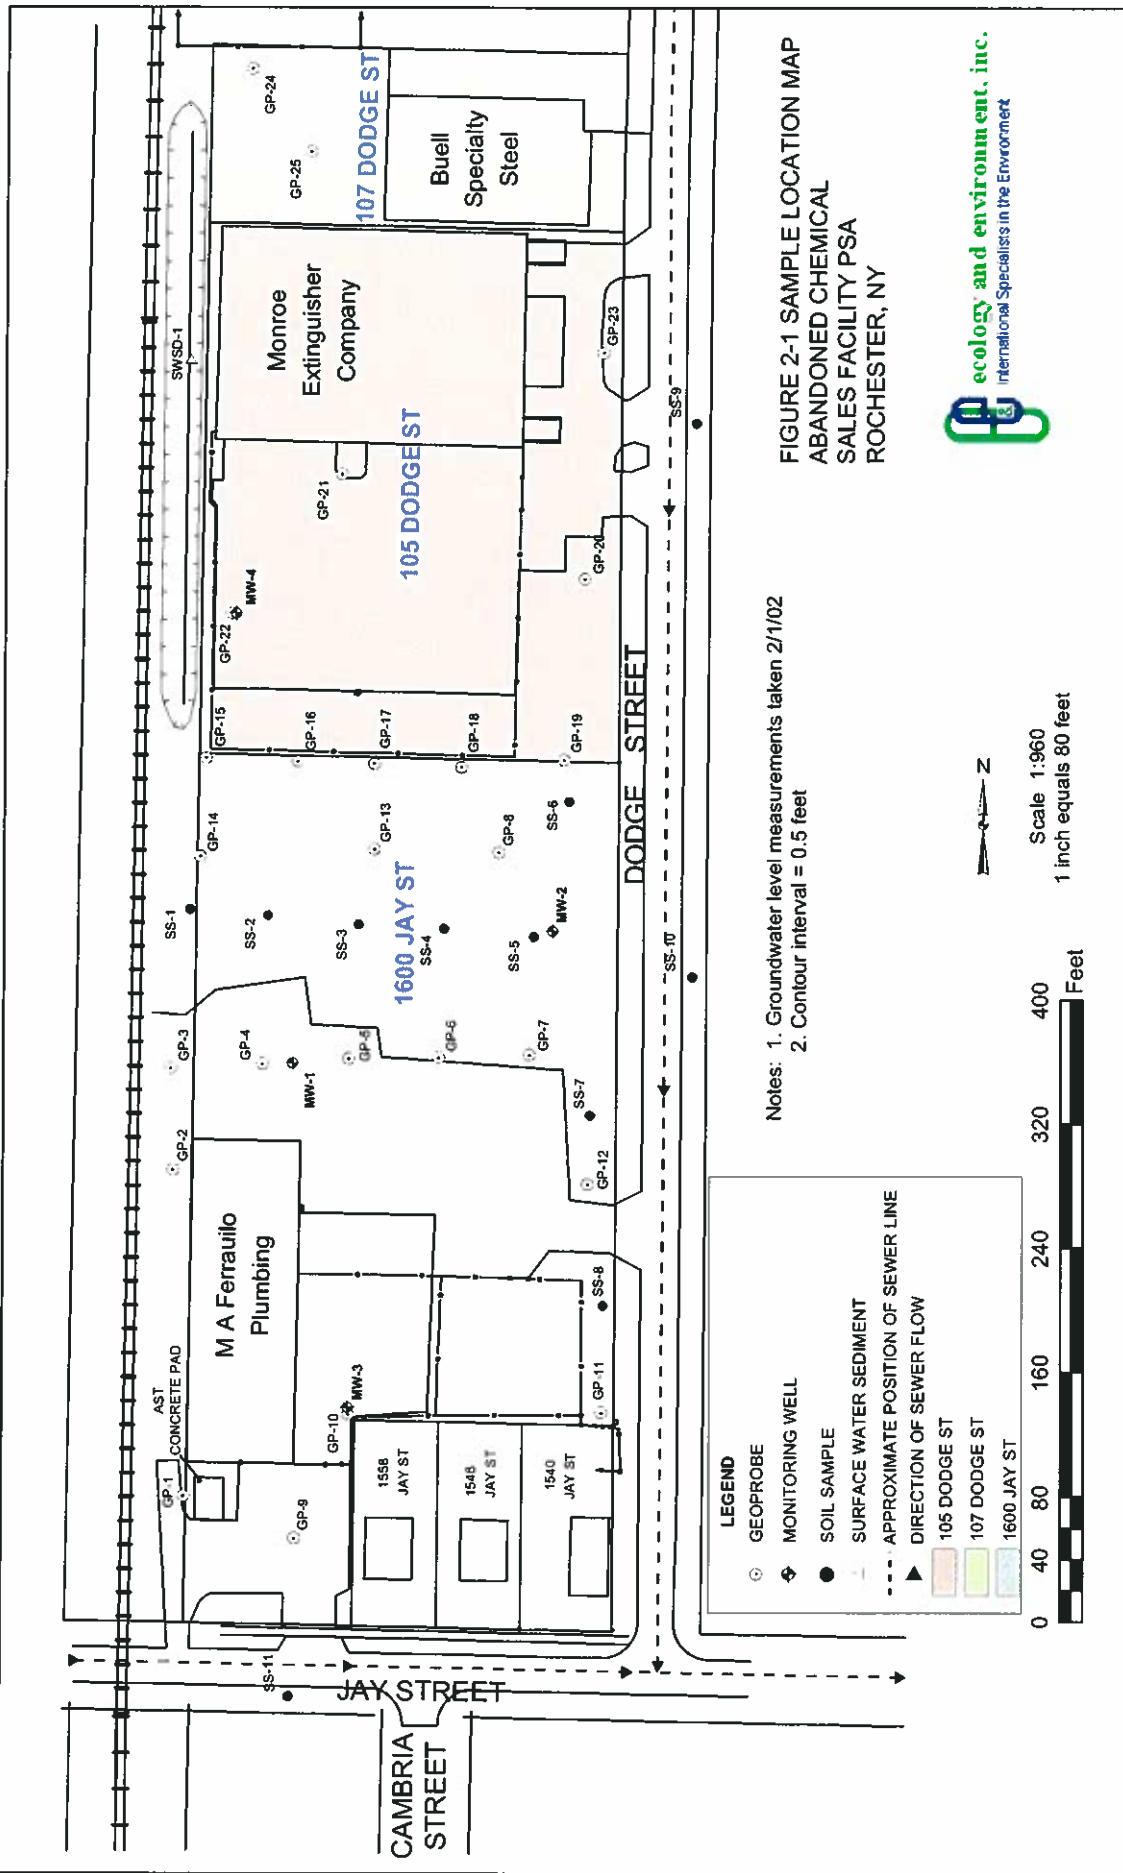 GP-24
GP-25
107 DODGE ST
Buell
Specialty
Steel
SWSD-1
Monroe
Extinguisher
Company
GP-23
SS-9
GP-21
105 DODGE ST
GP-20
MW-4
GP-22
GP-15
GP-16
GP-17
GP-18
GP-19
DODGE STREET
GP-14
GP-13
GP-8
SS-6
SS-1
SS-2
SS-3
SS-4
SS-5
MW-2
1600 JAY ST
SS-10
GP-3
GP-4
MW-1
GP-5
GP-6
GP-7
SS-7
GP-2
GP-12
M A Ferrauilo
Plumbing
SS-8
AST
CONCRETE PAD
GP-10
MW-3
GP-11
GP-1
GP-9
1558
JAY ST
1546
JAY ST
1540
JAY ST
SS-11
JAY STREET
CAMBRIA
STREET
FIGURE 2-1 SAMPLE LOCATION MAP
ABANDONED CHEMICAL
SALES FACILITY PSA
ROCHESTER, NY
ecology and environment, inc.
International Specialists in the Environment
Notes: 1. Groundwater level measurements taken 2/1/02
2. Contour interval = 0.5 feet
N
Scale 1:960
1 inch equals 80 feet
LEGEND
GEOPROBE
MONITORING WELL
SOIL SAMPLE
SURFACE WATER SEDIMENT
APPROXIMATE POSITION OF SEWER LINE
DIRECTION OF SEWER FLOW
105 DODGE ST
107 DODGE ST
1600 JAY ST
0 40 80 160 240 320 400
Feet